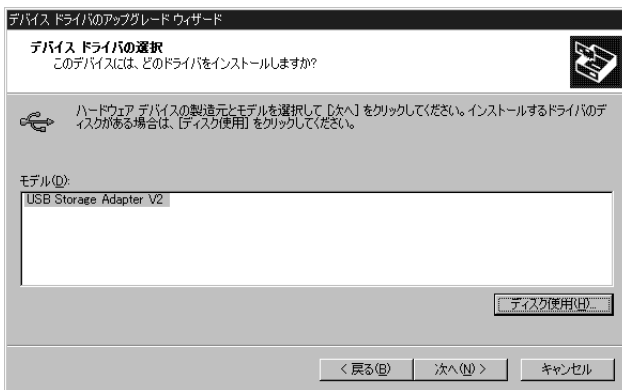 デバイス ドライバのアップグレード ウィザード
デバイス ドライバの選択
このデバイスには、どのドライバをインストールしますか?
ハードウェア デバイスの製造元とモデルを選択して [次へ] をクリックしてください。インストールするドライバのデ
ィスクがある場合は、[ディスク使用] をクリックしてください。
モデル(D):
USB Storage Adapter V2
ディスク使用(H)...
< 戻る(B)
次へ(N) >
キャンセル